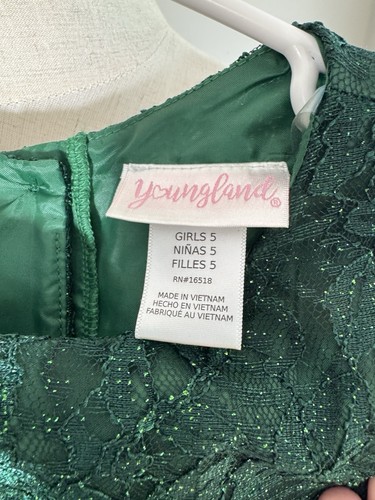 Youngland®
GIRLS 5
NIÑAS 5
FILLES 5
RN#16518
MADE IN VIETNAM
HECHO EN VIETNAM
FABRIQUÉ AU VIETNAM